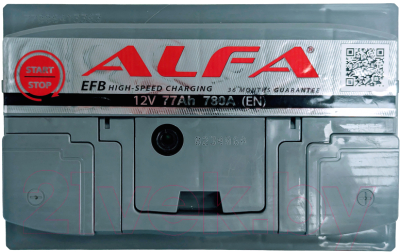 ALFA®
START
STOP
EFB HIGH-SPEED CHARGING 36 MONTHS GUARANTEE
12V 77Ah 780A (EN)